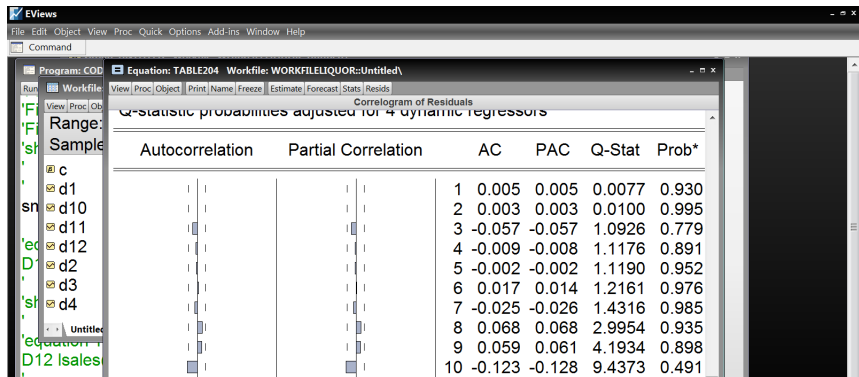 EViews
File Edit Object View Proc Quick Options Add-ins Window Help
Command
Program: COD
Run
'Fi
'Fi
'sh
'
'
sn
'ec
D1
'
'sh
'
D12 lsales
Workfile
View Proc Ob
Range:
Sample
c
d1
d10
d11
d12
d2
d3
d4
Untitled
Equation: TABLE204 Workfile: WORKFILELIQUOR::Untitled\
View Proc Object Print Name Freeze Estimate Forecast Stats Resids
Correlogram of Residuals
Q-statistic probabilities adjusted for 4 dynamic regressors
Autocorrelation Partial Correlation AC PAC Q-Stat Prob*
1 0.005 0.005 0.0077 0.930
2 0.003 0.003 0.0100 0.995
3 -0.057 -0.057 1.0926 0.779
4 -0.009 -0.008 1.1176 0.891
5 -0.002 -0.002 1.1190 0.952
6 0.017 0.014 1.2161 0.976
7 -0.025 -0.026 1.4316 0.985
8 0.068 0.068 2.9954 0.935
9 0.059 0.061 4.1934 0.898
10 -0.123 -0.128 9.4373 0.491